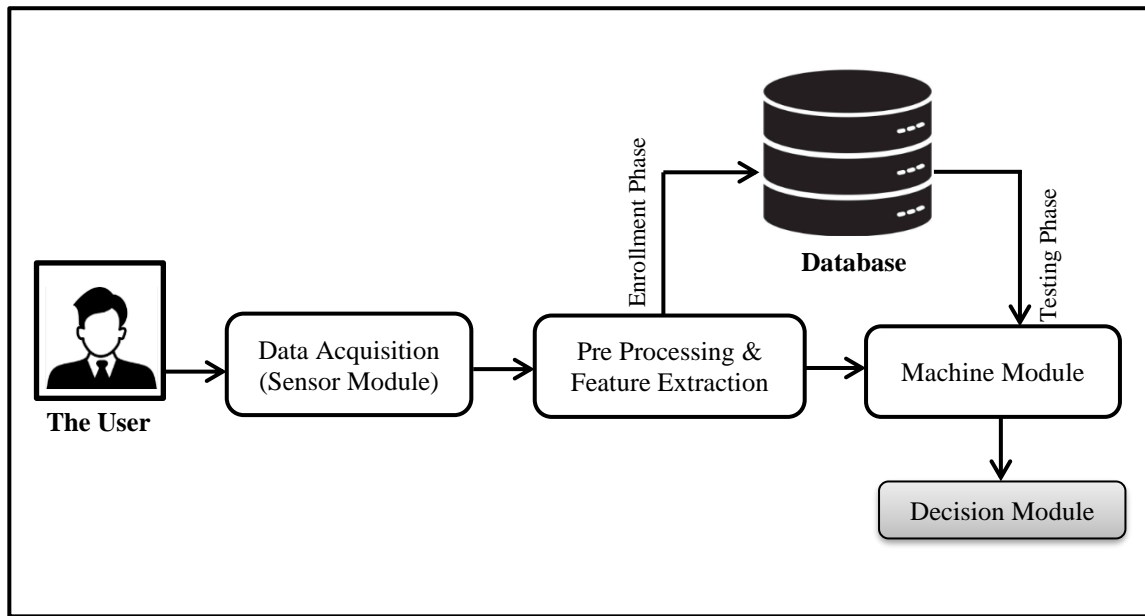 Enrollment Phase
Database
Testing Phase
The User
Data Acquisition
(Sensor Module)
Pre Processing &
Feature Extraction
Machine Module
Decision Module